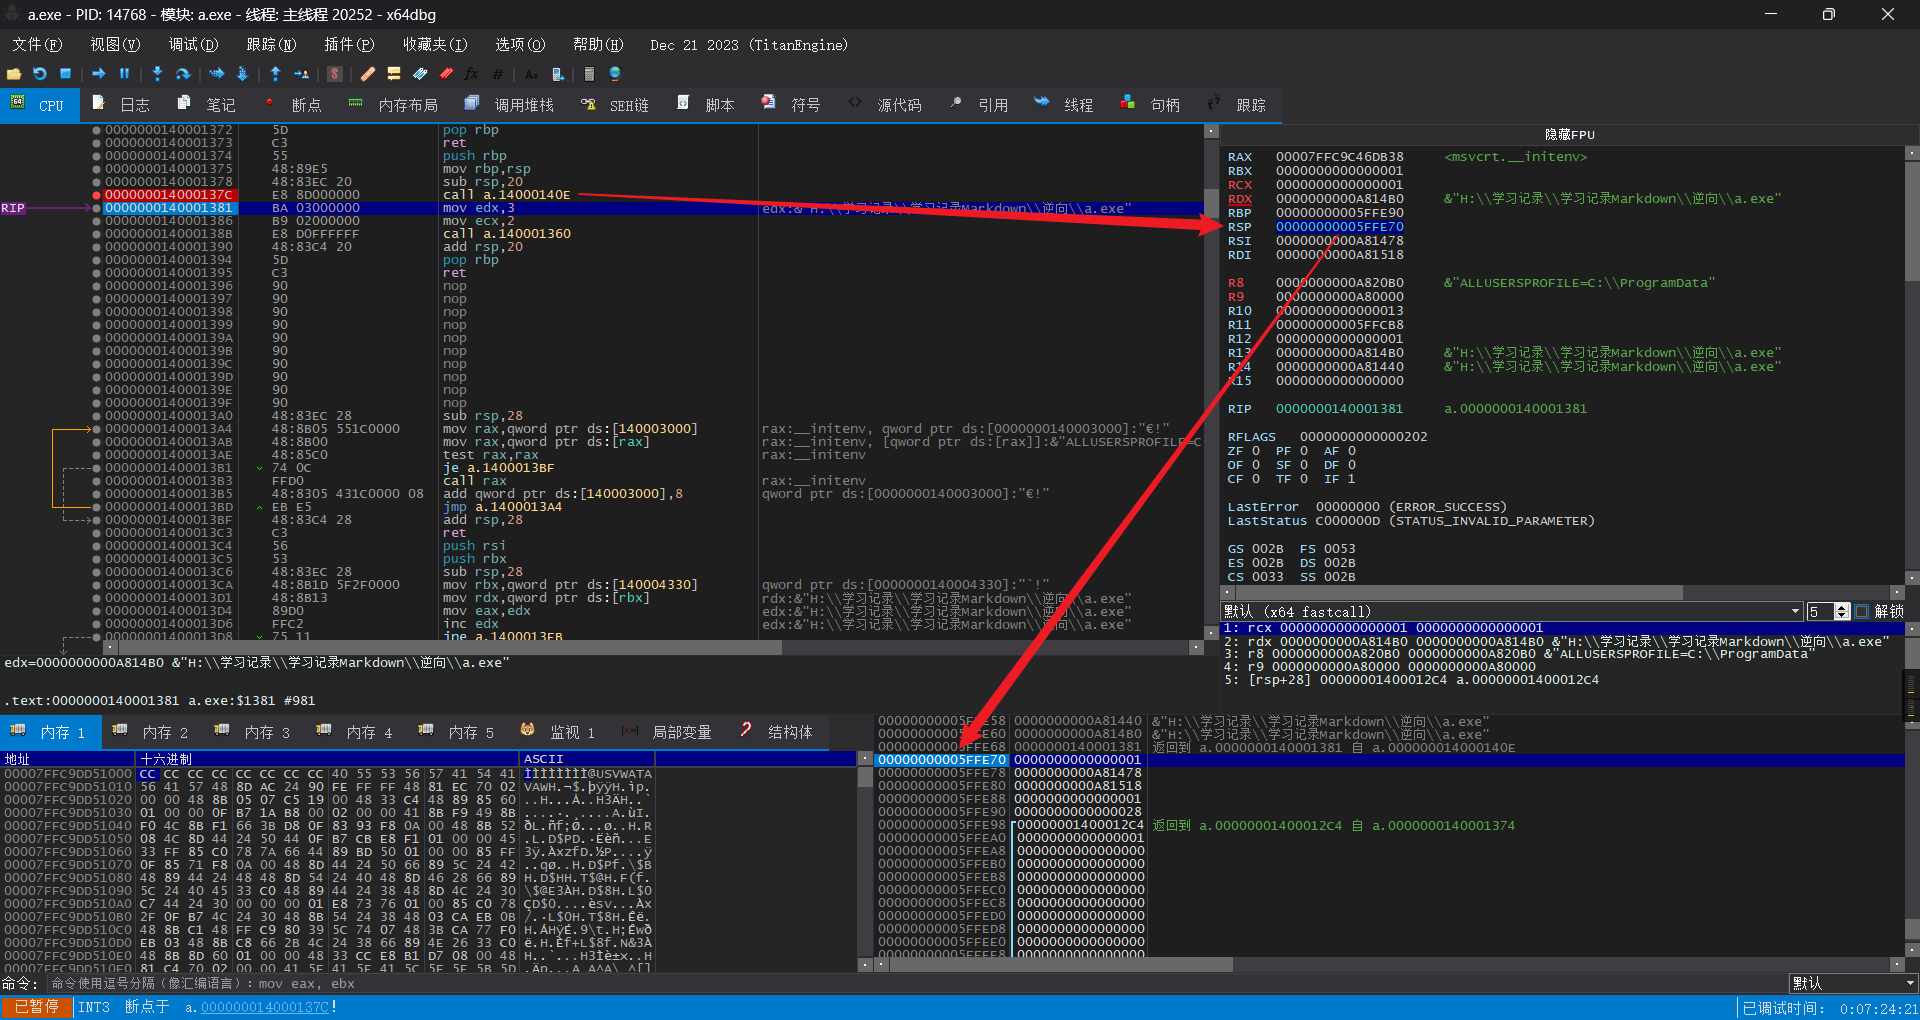 a.exe - PID: 14768 - 模块: a.exe - 线程: 主线程 20252 - x64dbg
文件(F) 视图(V) 调试(D) 跟踪(N) 插件(P) 收藏夹(I) 选项(O) 帮助(H) Dec 21 2023 (TitanEngine)
CPU 日志 笔记 断点 内存布局 调用堆栈 SEH链 脚本 符号 源代码 引用 线程 句柄 跟踪
0000000140001372 5D pop rbp
0000000140001373 C3 ret
0000000140001374 55 push rbp
0000000140001375 48:89E5 mov rbp,rsp
0000000140001378 48:83EC 20 sub rsp,20
000000014000137C E8 8D000000 call a.14000140E
RIP 0000000140001381 BA 03000000 mov edx,3 edx:&"H:\\学习记录\\学习记录Markdown\\逆向\\a.exe"
0000000140001386 B9 02000000 mov ecx,2
000000014000138B E8 D0FFFFFF call a.140001360
0000000140001390 48:83C4 20 add rsp,20
0000000140001394 5D pop rbp
0000000140001395 C3 ret
0000000140001396 90 nop
0000000140001397 90 nop
0000000140001398 90 nop
0000000140001399 90 nop
000000014000139A 90 nop
000000014000139B 90 nop
000000014000139C 90 nop
000000014000139D 90 nop
000000014000139E 90 nop
000000014000139F 90 nop
00000001400013A0 48:83EC 28 sub rsp,28
00000001400013A4 48:8B05 551C0000 mov rax,qword ptr ds:[140003000] rax:__initenv, qword ptr ds:[0000000140003000]:"€!"
00000001400013AB 48:8B00 mov rax,qword ptr ds:[rax] rax:__initenv, [qword ptr ds:[rax]]:&"ALLUSERSPROFILE=C
00000001400013AE 48:85C0 test rax,rax rax:__initenv
00000001400013B1 74 0C je a.1400013BF
00000001400013B3 FFD0 call rax rax:__initenv
00000001400013B5 48:8305 431C0000 08 add qword ptr ds:[140003000],8 qword ptr ds:[0000000140003000]:"€!"
00000001400013BD EB E5 jmp a.1400013A4
00000001400013BF 48:83C4 28 add rsp,28
00000001400013C3 C3 ret
00000001400013C4 56 push rsi
00000001400013C5 53 push rbx
00000001400013C6 48:83EC 28 sub rsp,28
00000001400013CA 48:8B1D 5F2F0000 mov rbx,qword ptr ds:[140004330] qword ptr ds:[0000000140004330]:"`!"
00000001400013D1 48:8B13 mov rdx,qword ptr ds:[rbx] rdx:&"H:\\学习记录\\学习记录Markdown\\逆向\\a.exe"
00000001400013D4 89D0 mov eax,edx edx:&"H:\\学习记录\\学习记录Markdown\\逆向\\a.exe"
00000001400013D6 FFC2 inc edx edx:&"H:\\学习记录\\学习记录Markdown\\逆向\\a.exe"
00000001400013D8 75 11 jne a.1400013EB
edx=0000000000A814B0 &"H:\\学习记录\\学习记录Markdown\\逆向\\a.exe"
.text:0000000140001381 a.exe:$1381 #981
隐藏FPU
RAX 00007FFC9C46DB38 <msvcrt.__initenv>
RBX 0000000000000001
RCX 0000000000000001
RDX 0000000000A814B0 &"H:\\学习记录\\学习记录Markdown\\逆向\\a.exe"
RBP 00000000005FFE90
RSP 00000000005FFE70
RSI 0000000000A81478
RDI 0000000000A81518
R8 0000000000A820B0 &"ALLUSERSPROFILE=C:\\ProgramData"
R9 0000000000A80000
R10 0000000000000013
R11 00000000005FFCB8
R12 0000000000000001
R13 0000000000A814B0 &"H:\\学习记录\\学习记录Markdown\\逆向\\a.exe"
R14 0000000000A81440 &"H:\\学习记录\\学习记录Markdown\\逆向\\a.exe"
R15 0000000000000000
RIP 0000000140001381 a.0000000140001381
RFLAGS 0000000000000202
ZF 0 PF 0 AF 0
OF 0 SF 0 DF 0
CF 0 TF 0 IF 1
LastError 00000000 (ERROR_SUCCESS)
LastStatus C000000D (STATUS_INVALID_PARAMETER)
GS 002B FS 0053
ES 002B DS 002B
CS 0033 SS 002B
默认 (x64 fastcall) 5 解锁
1: rcx 0000000000000001 0000000000000001
2: rdx 0000000000A814B0 0000000000A814B0 &"H:\\学习记录\\学习记录Markdown\\逆向\\a.exe"
3: r8 0000000000A820B0 0000000000A820B0 &"ALLUSERSPROFILE=C:\\ProgramData"
4: r9 0000000000A80000 0000000000A80000
5: [rsp+28] 00000001400012C4 a.00000001400012C4
内存 1 内存 2 内存 3 内存 4 内存 5 监视 1 局部变量 结构体
地址 十六进制 ASCII
00007FFC9DD51000 CC CC CC CC CC CC CC CC 40 55 53 56 57 41 54 41 ÌÌÌÌÌÌÌÌ@USVWATA
00007FFC9DD51010 56 41 57 48 8D AC 24 90 FE FF FF 48 81 EC 70 02 VAWH.¬$.þÿÿH.ìp.
00007FFC9DD51020 00 00 48 8B 05 07 C5 19 00 48 33 C4 48 89 85 60 ..H...Å..H3ÄH..`
00007FFC9DD51030 01 00 00 0F B7 1A B8 00 02 00 00 41 8B F9 49 8B ....·.¸....A.ùI.
00007FFC9DD51040 F0 4C 8B F1 66 3B D8 0F 83 93 F8 0A 00 48 8B 52 ðL.ñf;Ø...ø..H.R
00007FFC9DD51050 08 4C 8D 44 24 50 44 0F B7 CB E8 F1 01 00 00 45 .L.D$PD.·Ëèñ...E
00007FFC9DD51060 33 FF 85 C0 78 7A 66 44 89 BD 50 01 00 00 85 FF 3ÿ.ÀxzfD.½P....ÿ
00007FFC9DD51070 0F 85 71 F8 0A 00 48 8D 44 24 50 66 89 5C 24 42 ..qø..H.D$Pf.\$B
00007FFC9DD51080 48 89 44 24 48 48 8D 54 24 40 48 8D 46 28 66 89 H.D$HH.T$@H.F(f.
00007FFC9DD51090 5C 24 40 45 33 C0 48 89 44 24 38 48 8D 4C 24 30 \$@E3ÀH.D$8H.L$0
00007FFC9DD510A0 C7 44 24 30 00 00 00 01 E8 73 76 01 00 85 C0 78 ÇD$0....èsv...Àx
00007FFC9DD510B0 2F 0F B7 4C 24 30 48 8B 54 24 38 48 03 CA EB 0B /.·L$0H.T$8H.Êë.
00007FFC9DD510C0 48 8B C1 48 FF C9 80 39 5C 74 07 48 3B CA 77 F0 H.ÁHÿÉ.9\t.H;Êwð
00007FFC9DD510D0 EB 03 48 8B C8 66 2B 4C 24 38 66 89 4E 26 33 C0 ë.H.Èf+L$8f.N&3À
00007FFC9DD510E0 48 8B 8D 60 01 00 00 48 33 CC E8 B1 D7 08 00 48 H..`...H3Ìè±×..H
00007FFC9DD510F0 81 C4 70 02 00 00 41 5F 41 5E 41 5C 5F 5E 5B 5D .Äp...A_A^A\_^[]
00000000005FFE58 0000000000A81440 &"H:\\学习记录\\学习记录Markdown\\逆向\\a.exe"
00000000005FFE60 0000000000A814B0 &"H:\\学习记录\\学习记录Markdown\\逆向\\a.exe"
00000000005FFE68 0000000140001381 返回到 a.0000000140001381 自 a.000000014000140E
00000000005FFE70 0000000000000001
00000000005FFE78 0000000000A81478
00000000005FFE80 0000000000A81518
00000000005FFE88 0000000000000001
00000000005FFE90 0000000000000028
00000000005FFE98 00000001400012C4 返回到 a.00000001400012C4 自 a.0000000140001374
00000000005FFEA0 0000000000000001
00000000005FFEA8 0000000000000000
00000000005FFEB0 0000000000000000
00000000005FFEB8 0000000000000000
00000000005FFEC0 0000000000000000
00000000005FFEC8 0000000000000000
00000000005FFED0 0000000000000000
00000000005FFED8 0000000000000000
00000000005FFEE0 0000000000000000
00000000005FFEE8 0000000000000000
命令: 命令使用逗号分隔（像汇编语言）: mov eax, ebx 默认
已暂停 INT3 断点于 a.000000014000137C! 已调试时间: 0:07:24:21